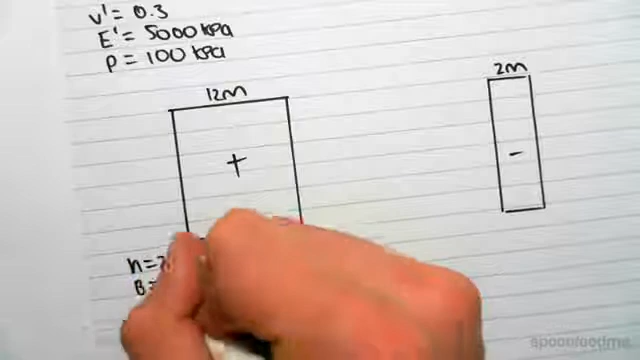 v' = 0.3
E' = 5000 kPa
p = 100 kPa
12m
2m
+
-
h=
B=
spoonfeedme